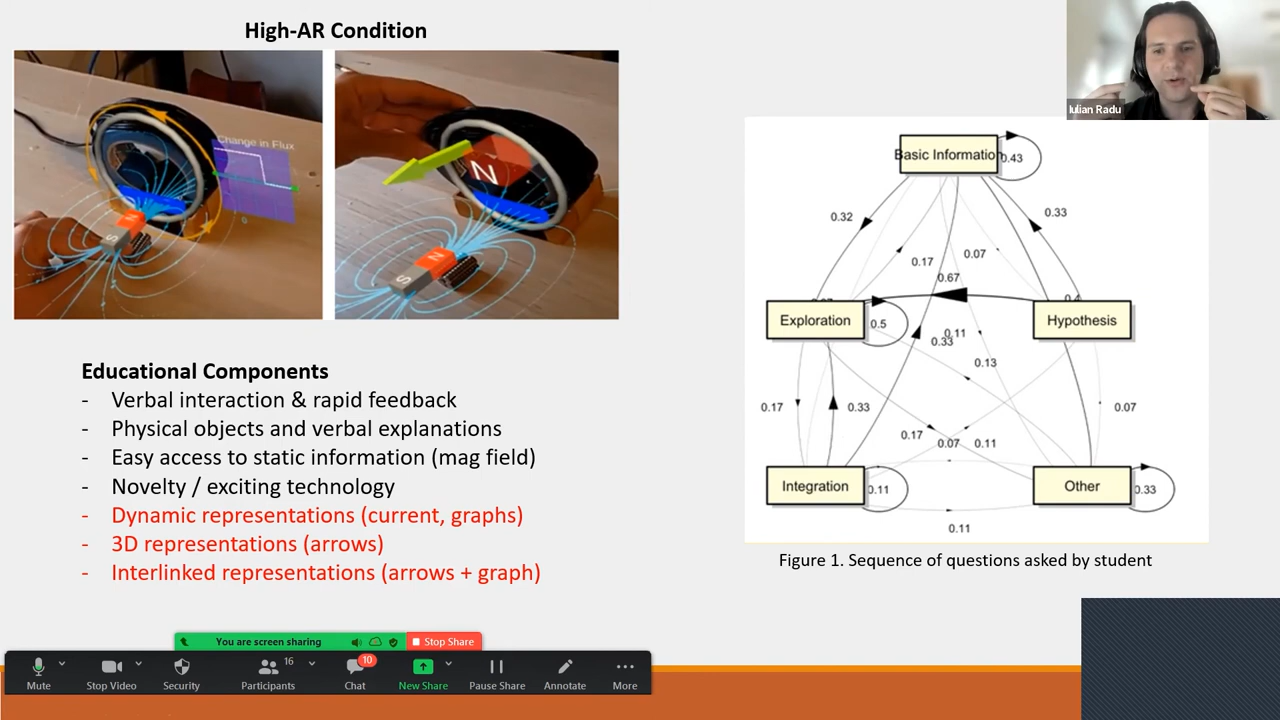 High-AR Condition
Iulian Radu
Change in Flux
0
S
N
N
S
N
Basic Information
0.43
0.32
0.33
0.17
0.07
0.67
Exploration
0.5
Hypothesis
0.33
0.11
0.13
0.17
0.33
0.07
0.17
0.07
0.11
Integration
0.11
Other
0.33
0.11
Figure 1. Sequence of questions asked by student
Educational Components
- Verbal interaction & rapid feedback
- Physical objects and verbal explanations
- Easy access to static information (mag field)
- Novelty / exciting technology
- Dynamic representations (current, graphs)
- 3D representations (arrows)
- Interlinked representations (arrows + graph)
You are screen sharing
Stop Share
Mute
Stop Video
Security
Participants
16
Chat
10
New Share
Pause Share
Annotate
More